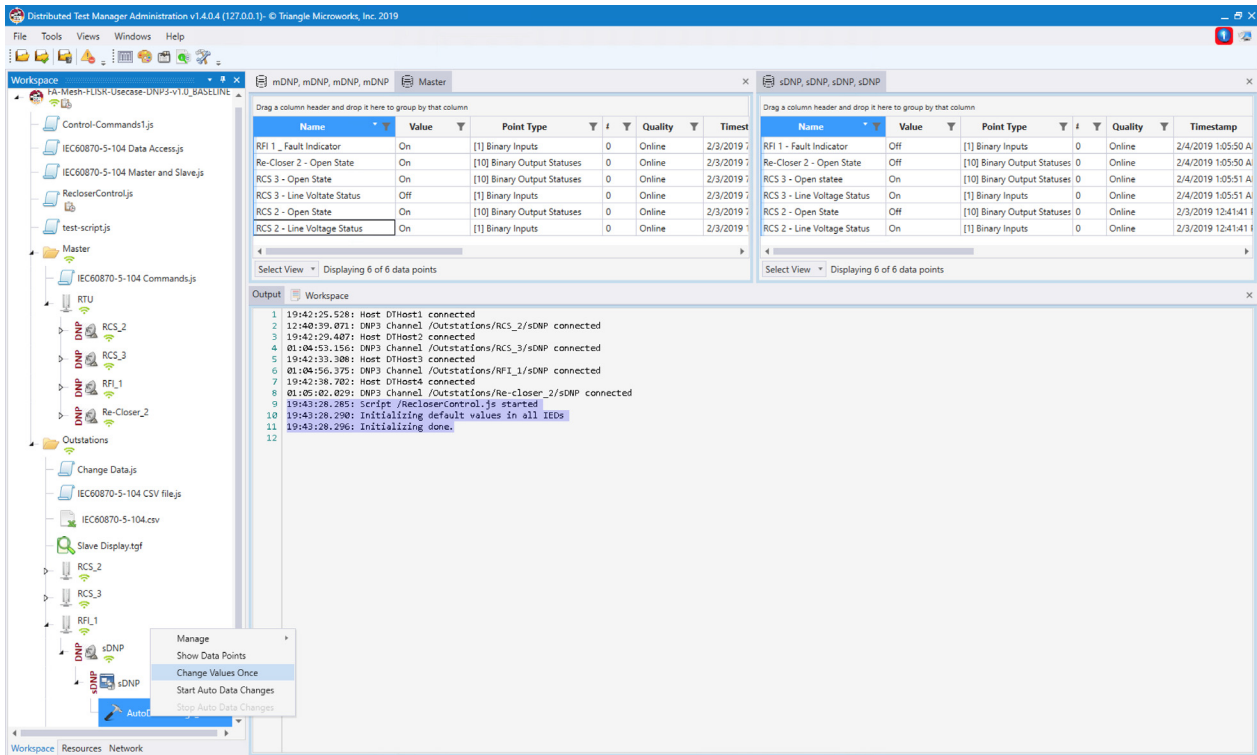 Distributed Test Manager Administration v1.4.0.4 (127.0.0.1)- © Triangle Microworks, Inc. 2019
File Tools Views Windows Help
Workspace
FA-Mesh-FLISR-Usecase-DNP3-v1.0_BASELINE
Control-Commands1.js
IEC60870-5-104 Data Access.js
IEC60870-5-104 Master and Slave.js
RecloserControl.js
test-script.js
Master
IEC60870-5-104 Commands.js
RTU
DNP RCS_2
DNP RCS_3
DNP RFI_1
DNP Re-Closer_2
Outstations
Change Data.js
IEC60870-5-104 CSV file.js
IEC60870-5-104.csv
Slave Display.tgf
RCS_2
RCS_3
RFI_1
DNP sDNP
sDNP sDNP
Manage
Show Data Points
Change Values Once
Start Auto Data Changes
Stop Auto Data Changes
Workspace Resources Network
mDNP, mDNP, mDNP, mDNP Master
Drag a column header and drop it here to group by that column
Name Value Point Type Quality Timest
RFI 1 _ Fault Indicator On [1] Binary Inputs 0 Online 2/3/2019 7
Re-Closer 2 - Open State On [10] Binary Output Statuses 0 Online 2/3/2019 7
RCS 3 - Open State On [10] Binary Output Statuses 0 Online 2/3/2019 7
RCS 3 - Line Voltate Status Off [1] Binary Inputs 0 Online 2/3/2019 7
RCS 2 - Open State On [10] Binary Output Statuses 0 Online 2/3/2019 7
RCS 2 - Line Voltage Status On [1] Binary Inputs 0 Online 2/3/2019 1
Select View Displaying 6 of 6 data points
sDNP, sDNP, sDNP, sDNP
Drag a column header and drop it here to group by that column
Name Value Point Type Quality Timestamp
RFI 1 - Fault Indicator Off [1] Binary Inputs 0 Online 2/4/2019 1:05:50 A
Re-Closer 2 - Open State Off [10] Binary Output Statuses 0 Online 2/4/2019 1:05:50 A
RCS 3 - Open statee On [10] Binary Output Statuses 0 Online 2/4/2019 1:05:51 A
RCS 3 - Line Voltage Status Off [1] Binary Inputs 0 Online 2/4/2019 1:05:51 A
RCS 2 - Open State Off [10] Binary Output Statuses 0 Online 2/3/2019 12:41:41
RCS 2 - Line Voltage Status On [1] Binary Inputs 0 Online 2/3/2019 12:41:41
Select View Displaying 6 of 6 data points
Output Workspace
1 19:42:25.528: Host DTHost1 connected
2 12:40:39.071: DNP3 Channel /Outstations/RCS_2/sDNP connected
3 19:42:29.407: Host DTHost2 connected
4 01:04:53.156: DNP3 Channel /Outstations/RCS_3/sDNP connected
5 19:42:33.308: Host DTHost3 connected
6 01:04:56.375: DNP3 Channel /Outstations/RFI_1/sDNP connected
7 19:42:38.702: Host DTHost4 connected
8 01:05:02.029: DNP3 Channel /Outstations/Re-closer_2/sDNP connected
9 19:43:28.285: Script /RecloserControl.js started
10 19:43:28.290: Initializing default values in all IEDs
11 19:43:28.296: Initializing done.
12